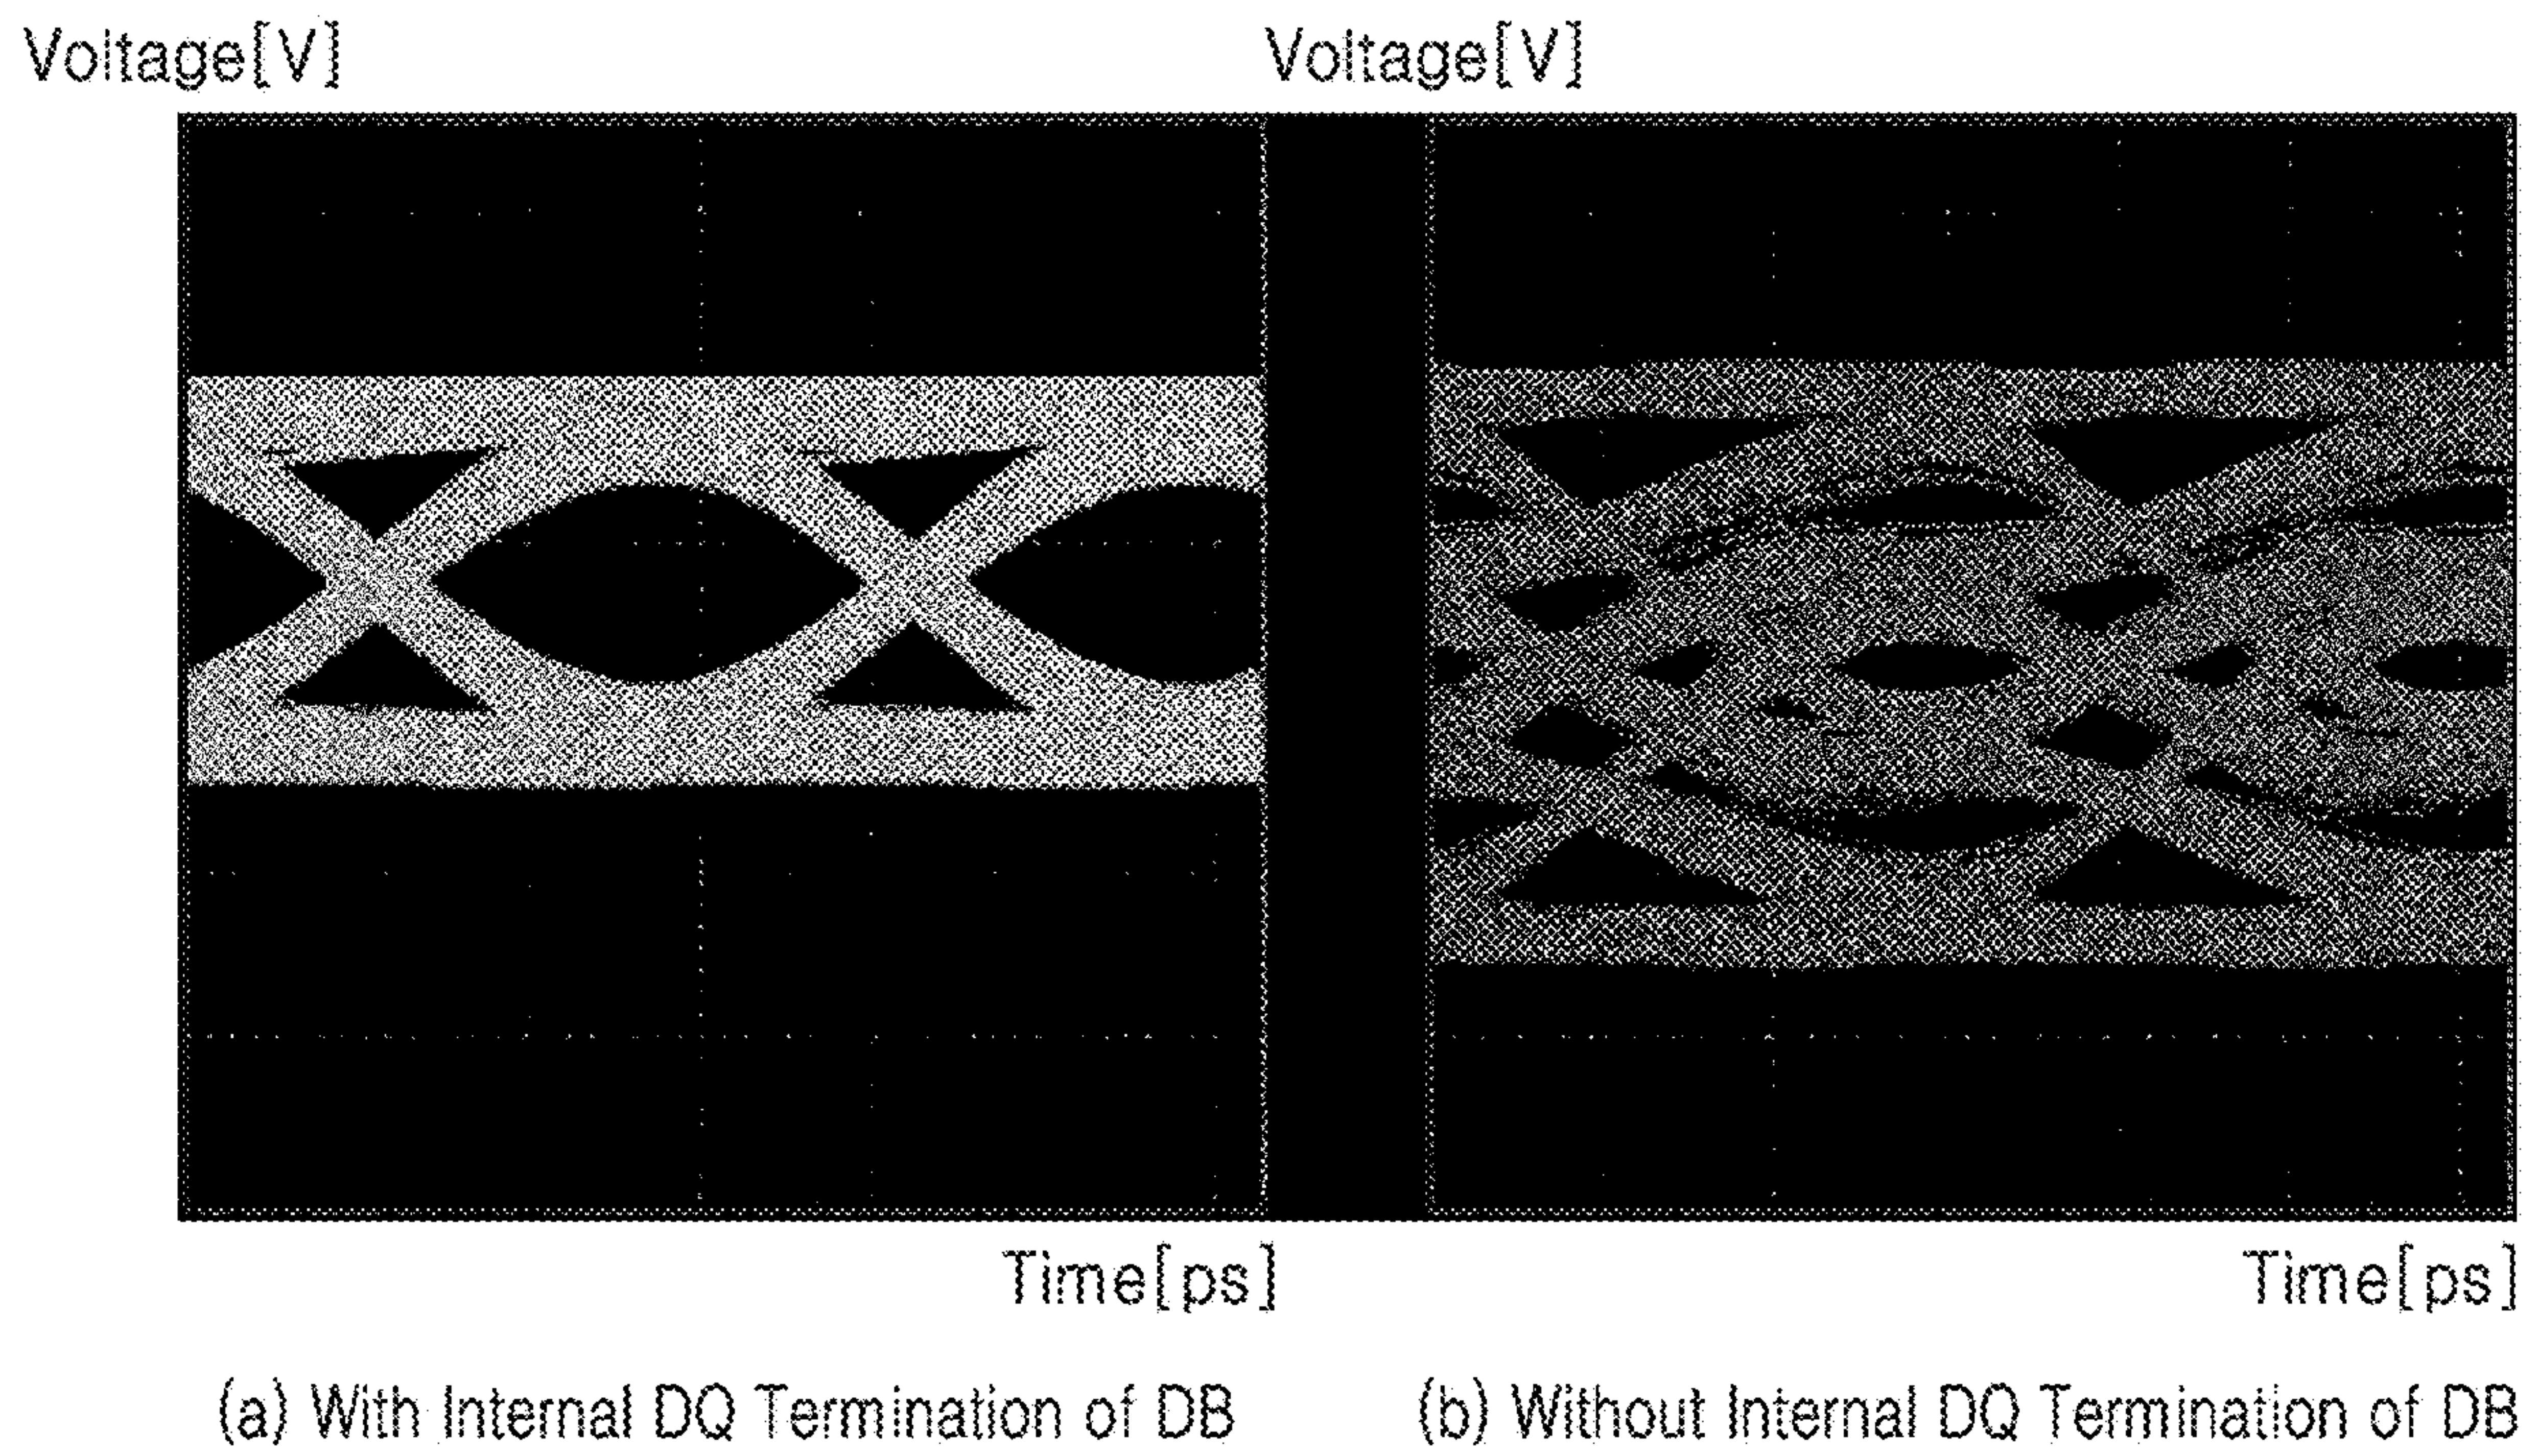 Voltage[V] Voltage[V]
Time[ps] Time[ps]
(a) With Internal DQ Termination of DB (b) Without Internal DQ Termination of DB